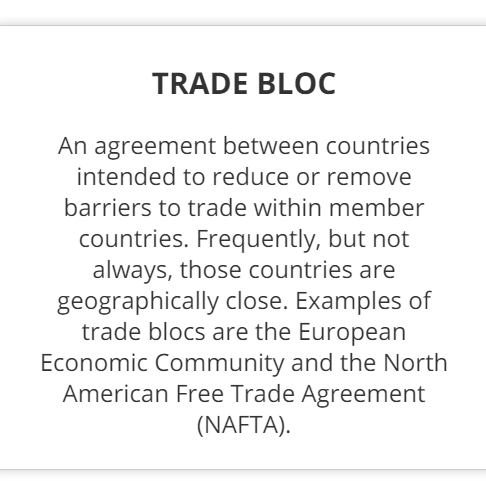 TRADE BLOC
An agreement between countries
intended to reduce or remove
barriers to trade within member
countries. Frequently, but not
always, those countries are
geographically close. Examples of
trade blocs are the European
Economic Community and the North
American Free Trade Agreement
(NAFTA).